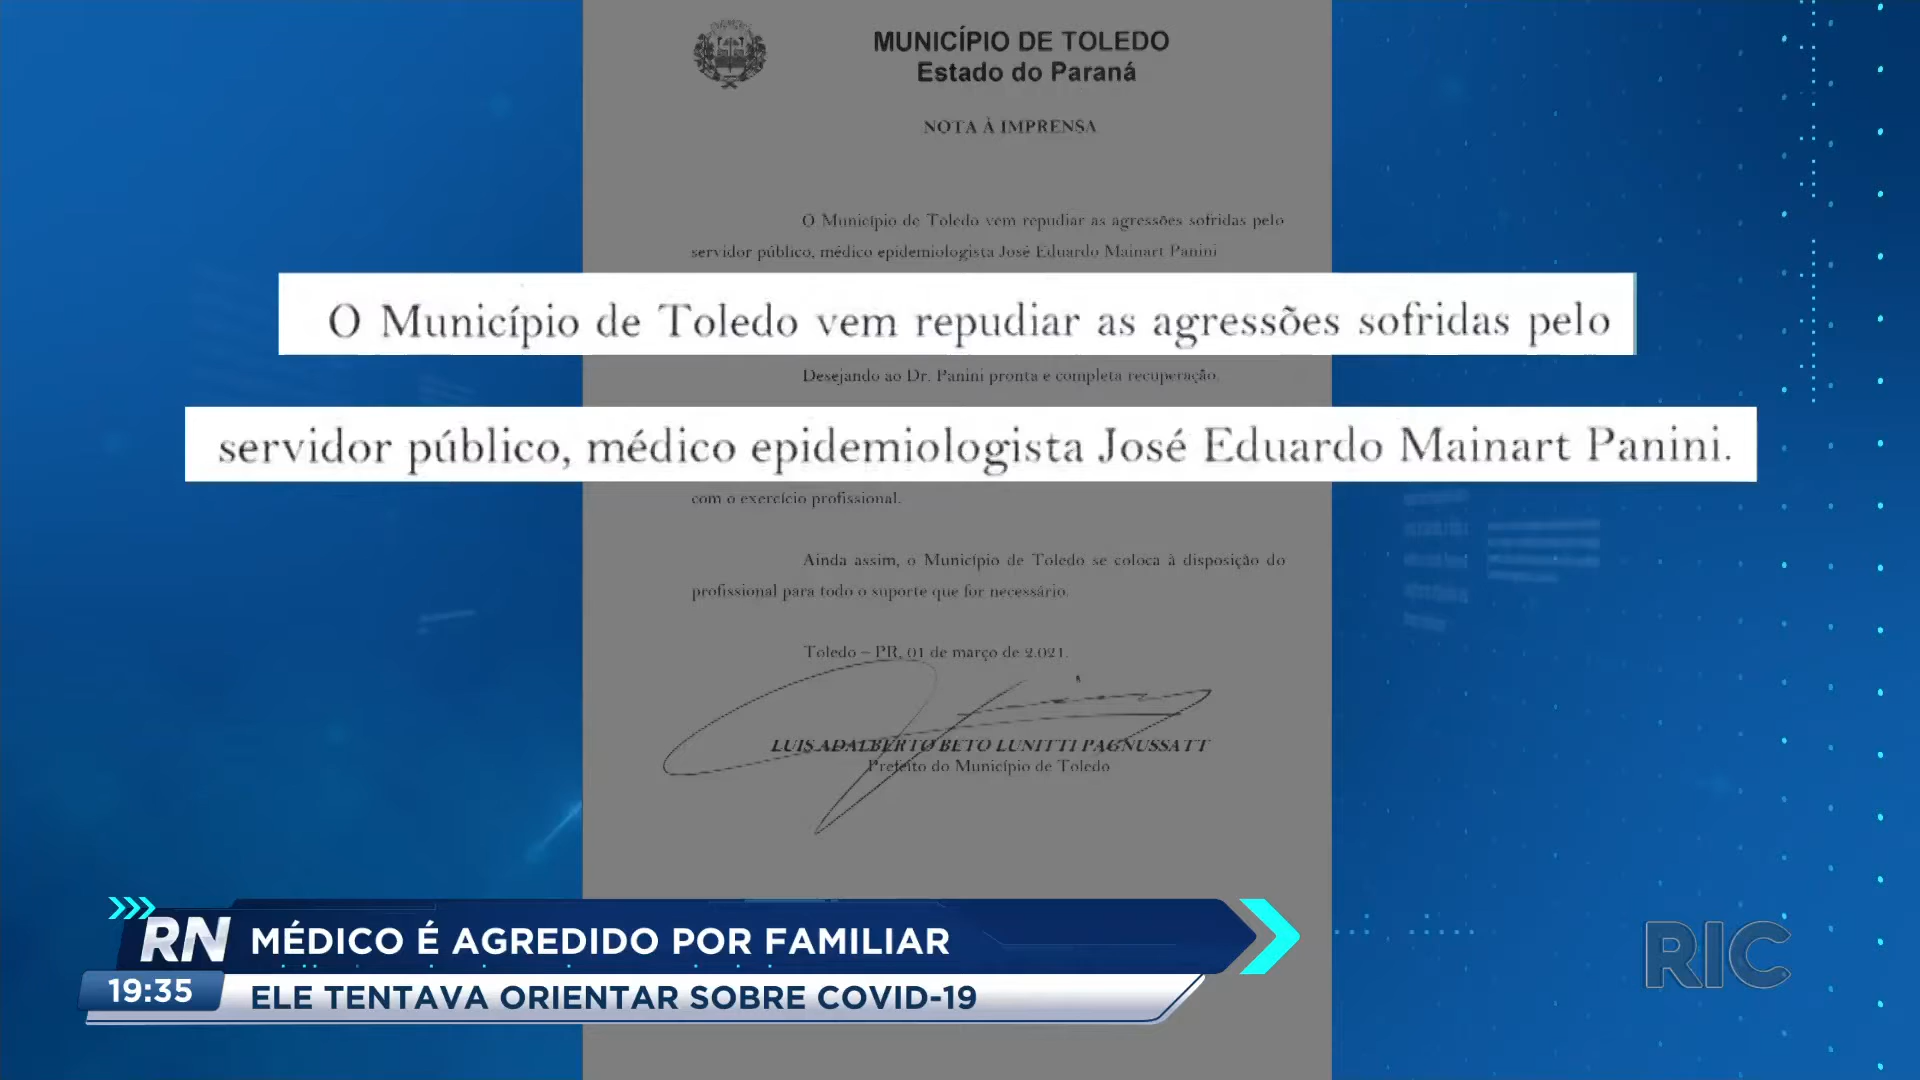 MUNICÍPIO DE TOLEDO
Estado do Paraná
NOTA À IMPRENSA
O Município de Toledo vem repudiar as agressões sofridas pelo
servidor público, médico epidemiologista José Eduardo Mainart Panini
O Município de Toledo vem repudiar as agressões sofridas pelo
Desejando ao Dr. Panini pronta e completa recuperação.
servidor público, médico epidemiologista José Eduardo Mainart Panini.
com o exercício profissional.
Ainda assim, o Município de Toledo se coloca à disposição do
profissional para todo o suporte que for necessário.
Toledo – PR, 01 de março de 2.021.
LUIS ADALBERTO BETO LUNITTI PAGNUSSATT
Prefeito do Município de Toledo
RN MÉDICO É AGREDIDO POR FAMILIAR
19:35 ELE TENTAVA ORIENTAR SOBRE COVID-19
RIC